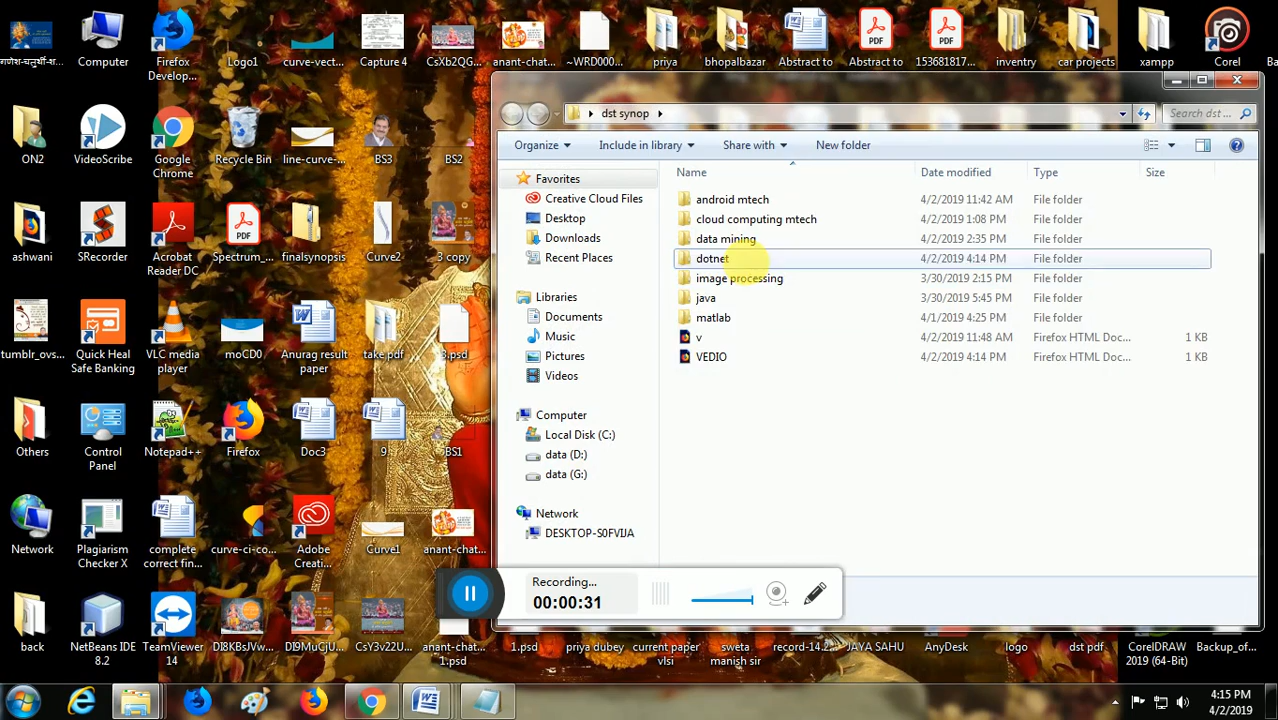 गणेश-चतुर्थी-श...
Computer
Firefox
Develop...
Logo1
curve-vect...
Capture 4
CsXb2QG...
anant-chat...
~WRD000...
priya
bhopalbazar
Abstract to
PDF
Abstract to
PDF
153681817...
inventry
car projects
xampp
Corel
Ba
ON2
VideoScribe
Google
Chrome
Recycle Bin
line-curve-...
BS3
BS2
ashwani
SRecorder
Acrobat
Reader DC
PDF
Spectrum_...
finalsynopsis
Curve2
3 copy
tumblr_ovs...
Quick Heal
Safe Banking
VLC media
player
moCD0
Anurag result
paper
take pdf
3.psd
Others
Control
Panel
Notepad++
Firefox
Doc3
9
BS1
Network
Plagiarism
Checker X
complete
correct fin...
curve-ci-co...
Adobe
Creati...
Curve1
anant-chat...
back
NetBeans IDE
8.2
TeamViewer
14
DI8KBsJVw...
DI9MuCjU...
CsY3v22U...
anant-chat...
1.psd
1.psd
priya dubey
current paper
vlsi
sweta
manish sir
record-14.2...
JAYA SAHU
AnyDesk
logo
dst pdf
CorelDRAW
2019 (64-Bit)
Backup_of...
dst synop
Search dst ...
Organize
Include in library
Share with
New folder
Name
Date modified
Type
Size
Favorites
Creative Cloud Files
Desktop
Downloads
Recent Places
Libraries
Documents
Music
Pictures
Videos
Computer
Local Disk (C:)
data (D:)
data (G:)
Network
DESKTOP-S0FVIJA
android mtech 4/2/2019 11:42 AM File folder
cloud computing mtech 4/2/2019 1:08 PM File folder
data mining 4/2/2019 2:35 PM File folder
dotnet 4/2/2019 4:14 PM File folder
image processing 3/30/2019 2:15 PM File folder
java 3/30/2019 5:45 PM File folder
matlab 4/1/2019 4:25 PM File folder
v 4/2/2019 11:48 AM Firefox HTML Doc... 1 KB
VEDIO 4/2/2019 4:14 PM Firefox HTML Doc... 1 KB
Recording...
00:00:31
4:15 PM
4/2/2019